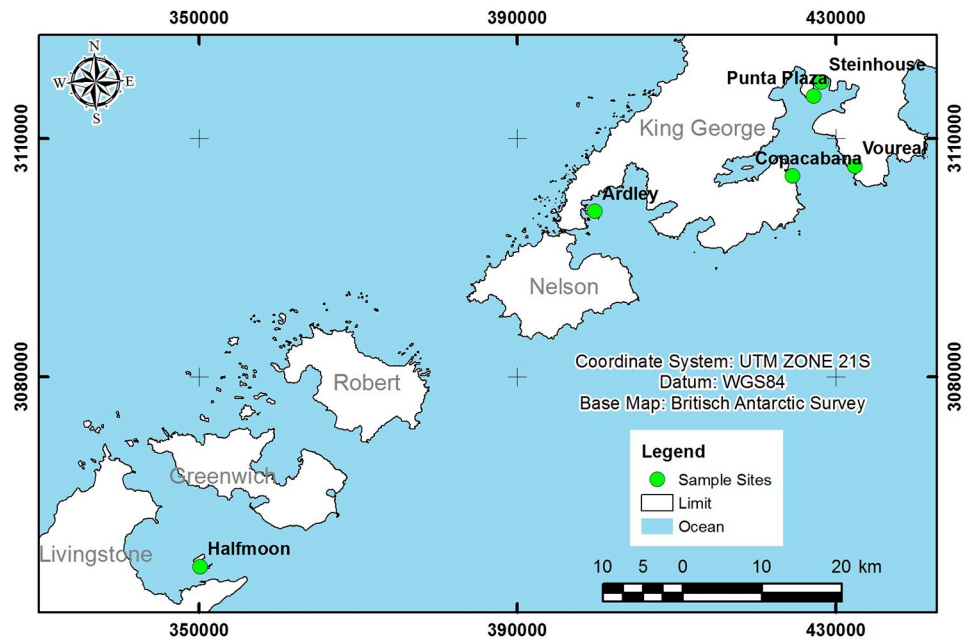 350000
390000
430000
N
W
E
S
Steinhouse
Punta Plaza
3110000
King George
3110000
Copacabana
Voureal
Ardley
Nelson
3080000
Robert
Coordinate System: UTM ZONE 21S
Datum: WGS84
Base Map: Britisch Antarctic Survey
3080000
Legend
Sample Sites
Limit
Ocean
Greenwich
Livingstone
Halfmoon
10 5 0 10 20 km
350000
390000
430000